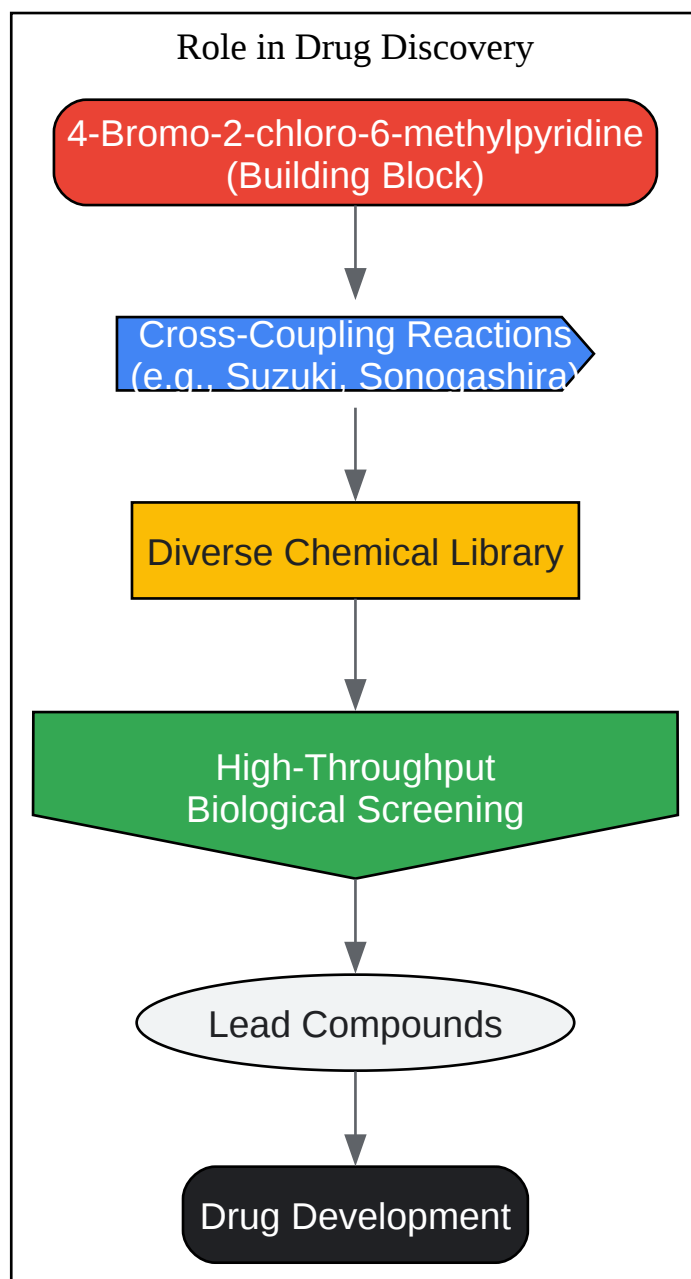 Role in Drug Discovery
4-Bromo-2-chloro-6-methylpyridine
(Building Block)
Cross-Coupling Reactions
(e.g., Suzuki, Sonogashira)
Diverse Chemical Library
High-Throughput
Biological Screening
Lead Compounds
Drug Development